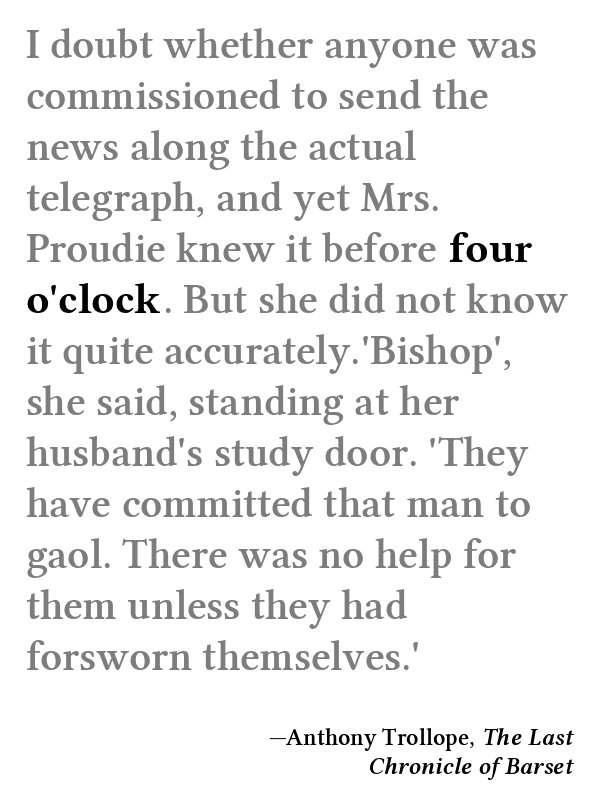 I doubt whether anyone was
commissioned to send the
news along the actual
telegraph, and yet Mrs.
Proudie knew it before four
o'clock. But she did not know
it quite accurately.'Bishop',
she said, standing at her
husband's study door. 'They
have committed that man to
gaol. There was no help for
them unless they had
forsworn themselves.'
—Anthony Trollope, The Last
Chronicle of Barset